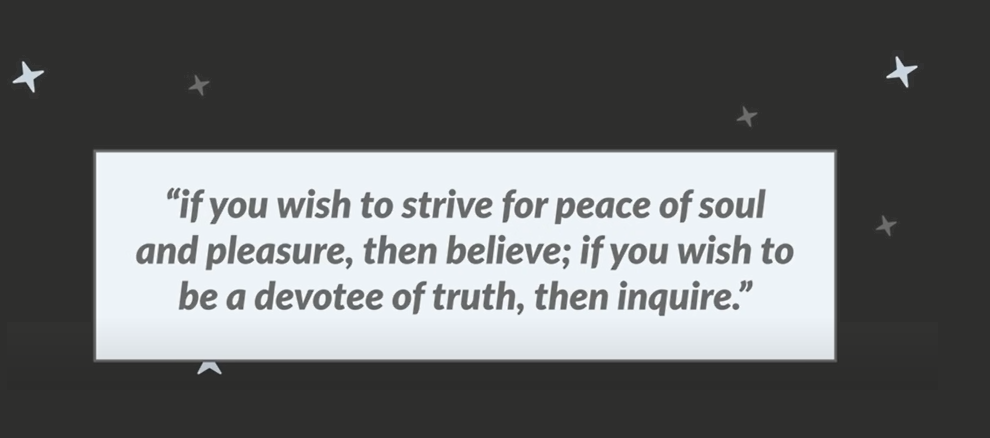 “if you wish to strive for peace of soul
and pleasure, then believe; if you wish to
be a devotee of truth, then inquire.”